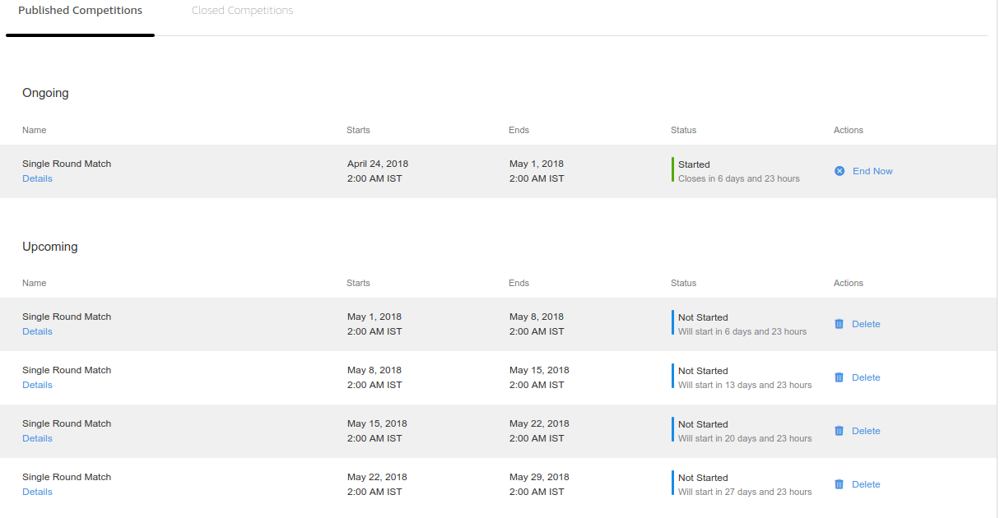 Published Competitions Closed Competitions
Ongoing
Name Starts Ends Status Actions
Single Round Match April 24, 2018 May 1, 2018 Started
Details 2:00 AM IST 2:00 AM IST Closes in 6 days and 23 hours End Now
Upcoming
Name Starts Ends Status Actions
Single Round Match May 1, 2018 May 8, 2018 Not Started
Details 2:00 AM IST 2:00 AM IST Will start in 6 days and 23 hours Delete
Single Round Match May 8, 2018 May 15, 2018 Not Started
Details 2:00 AM IST 2:00 AM IST Will start in 13 days and 23 hours Delete
Single Round Match May 15, 2018 May 22, 2018 Not Started
Details 2:00 AM IST 2:00 AM IST Will start in 20 days and 23 hours Delete
Single Round Match May 22, 2018 May 29, 2018 Not Started
Details 2:00 AM IST 2:00 AM IST Will start in 27 days and 23 hours Delete